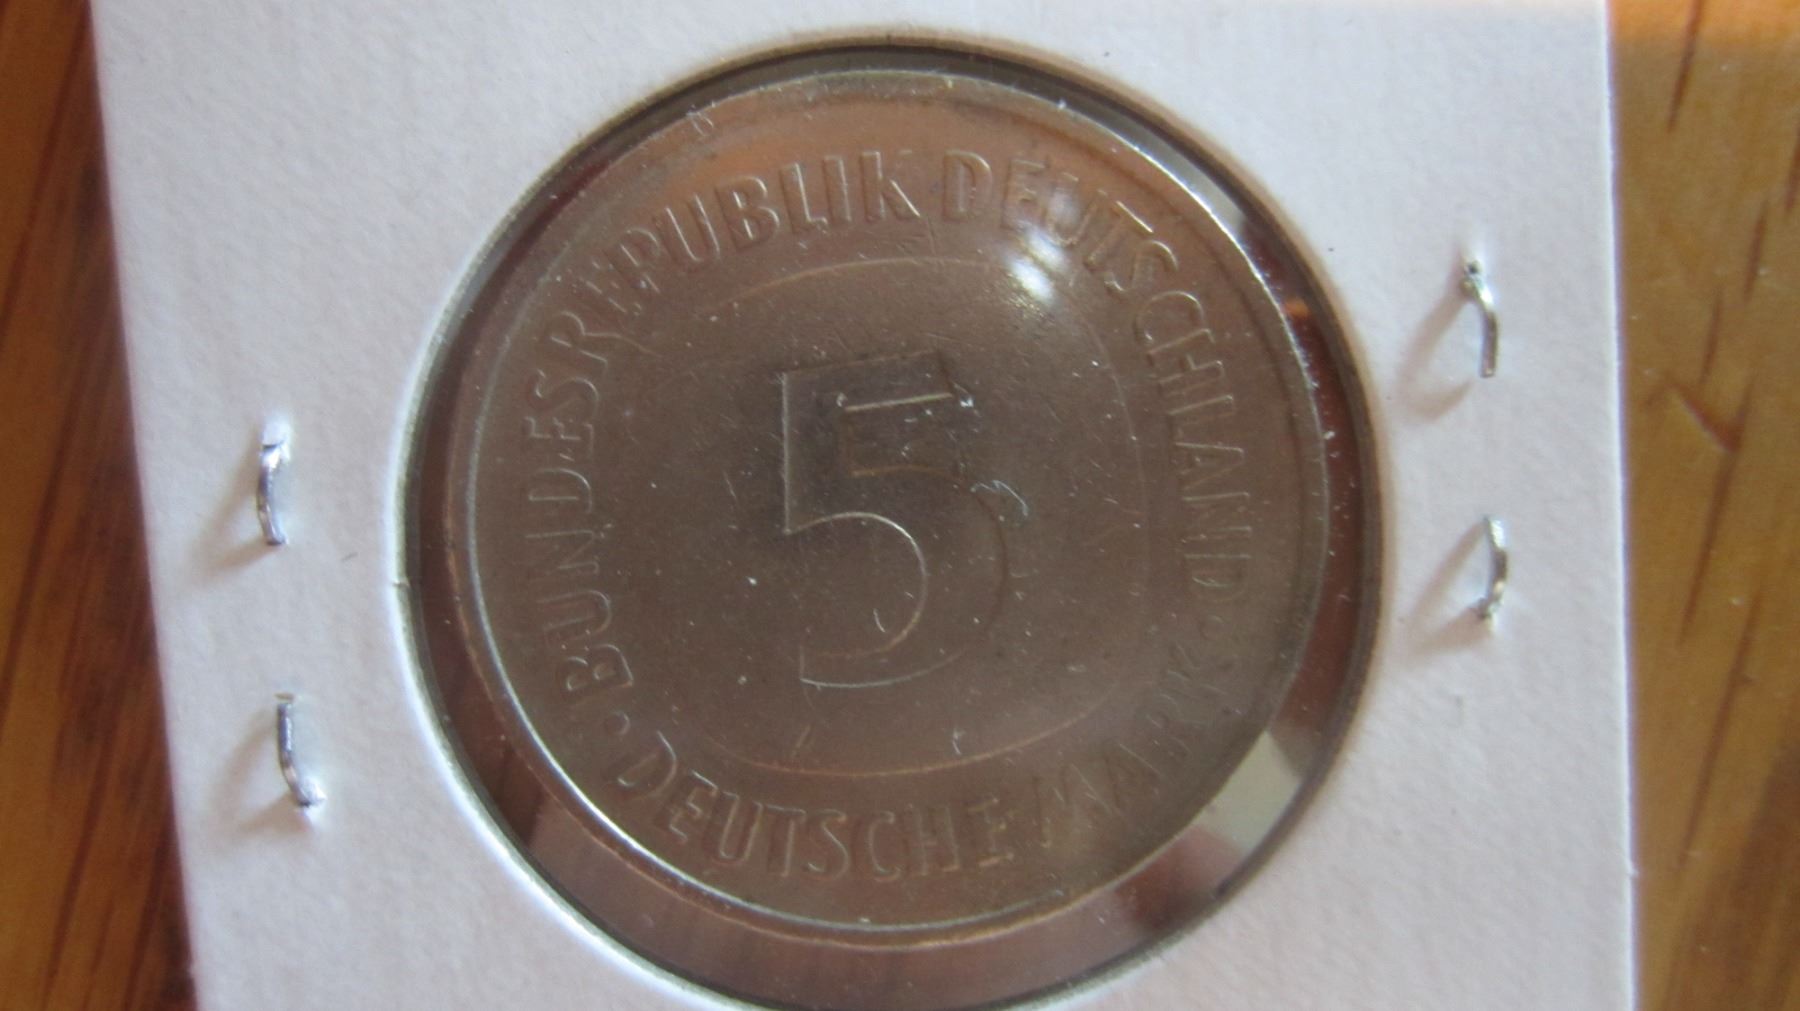 BUNDESREPUBLIK DEUTSCHLAND
5
DEUTSCHE MARK